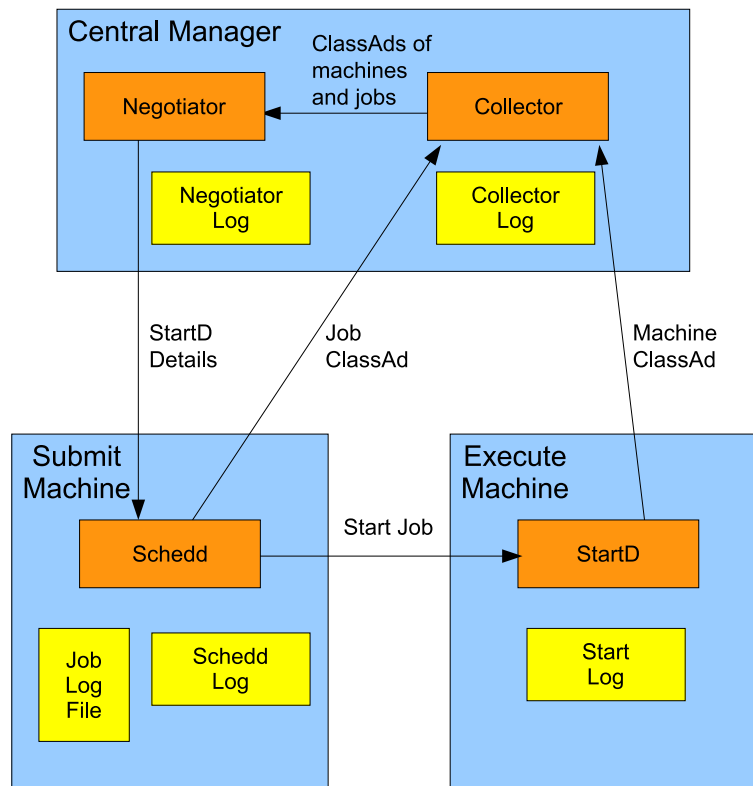 Central Manager
ClassAds of
machines
and jobs
Negotiator
Collector
Negotiator
Log
Collector
Log
StartD
Details
Job
ClassAd
Machine
ClassAd
Submit
Machine
Execute
Machine
Schedd
Start Job
StartD
Job
Log
File
Schedd
Log
Start
Log